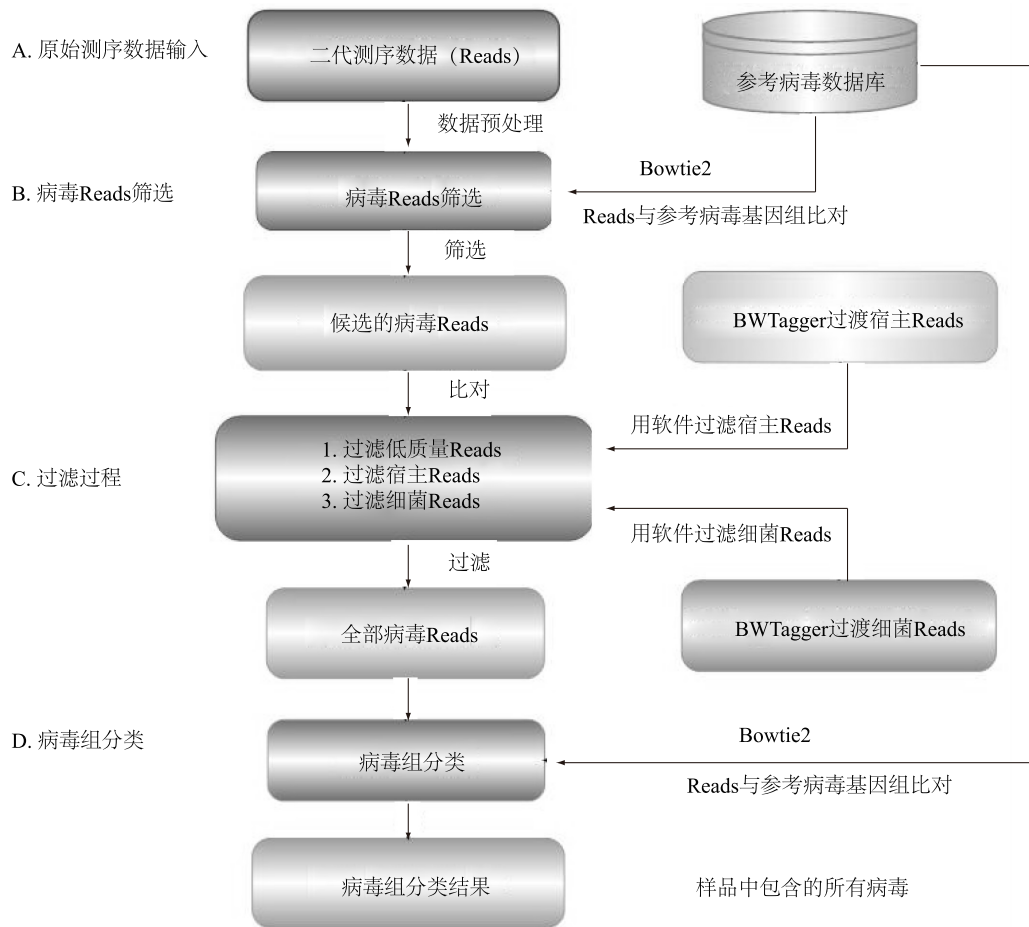 A. 原始测序数据输入
二代测序数据（Reads）
参考病毒数据库
数据预处理
B. 病毒Reads筛选
病毒Reads筛选
Bowtie2
Reads与参考病毒基因组比对
筛选
候选的病毒Reads
BWTagger过渡宿主Reads
比对
用软件过滤宿主Reads
C. 过滤过程
1. 过滤低质量Reads
2. 过滤宿主Reads
3. 过滤细菌Reads
用软件过滤细菌Reads
过滤
全部病毒Reads
BWTagger过渡细菌Reads
D. 病毒组分类
病毒组分类
Bowtie2
Reads与参考病毒基因组比对
病毒组分类结果
样品中包含的所有病毒